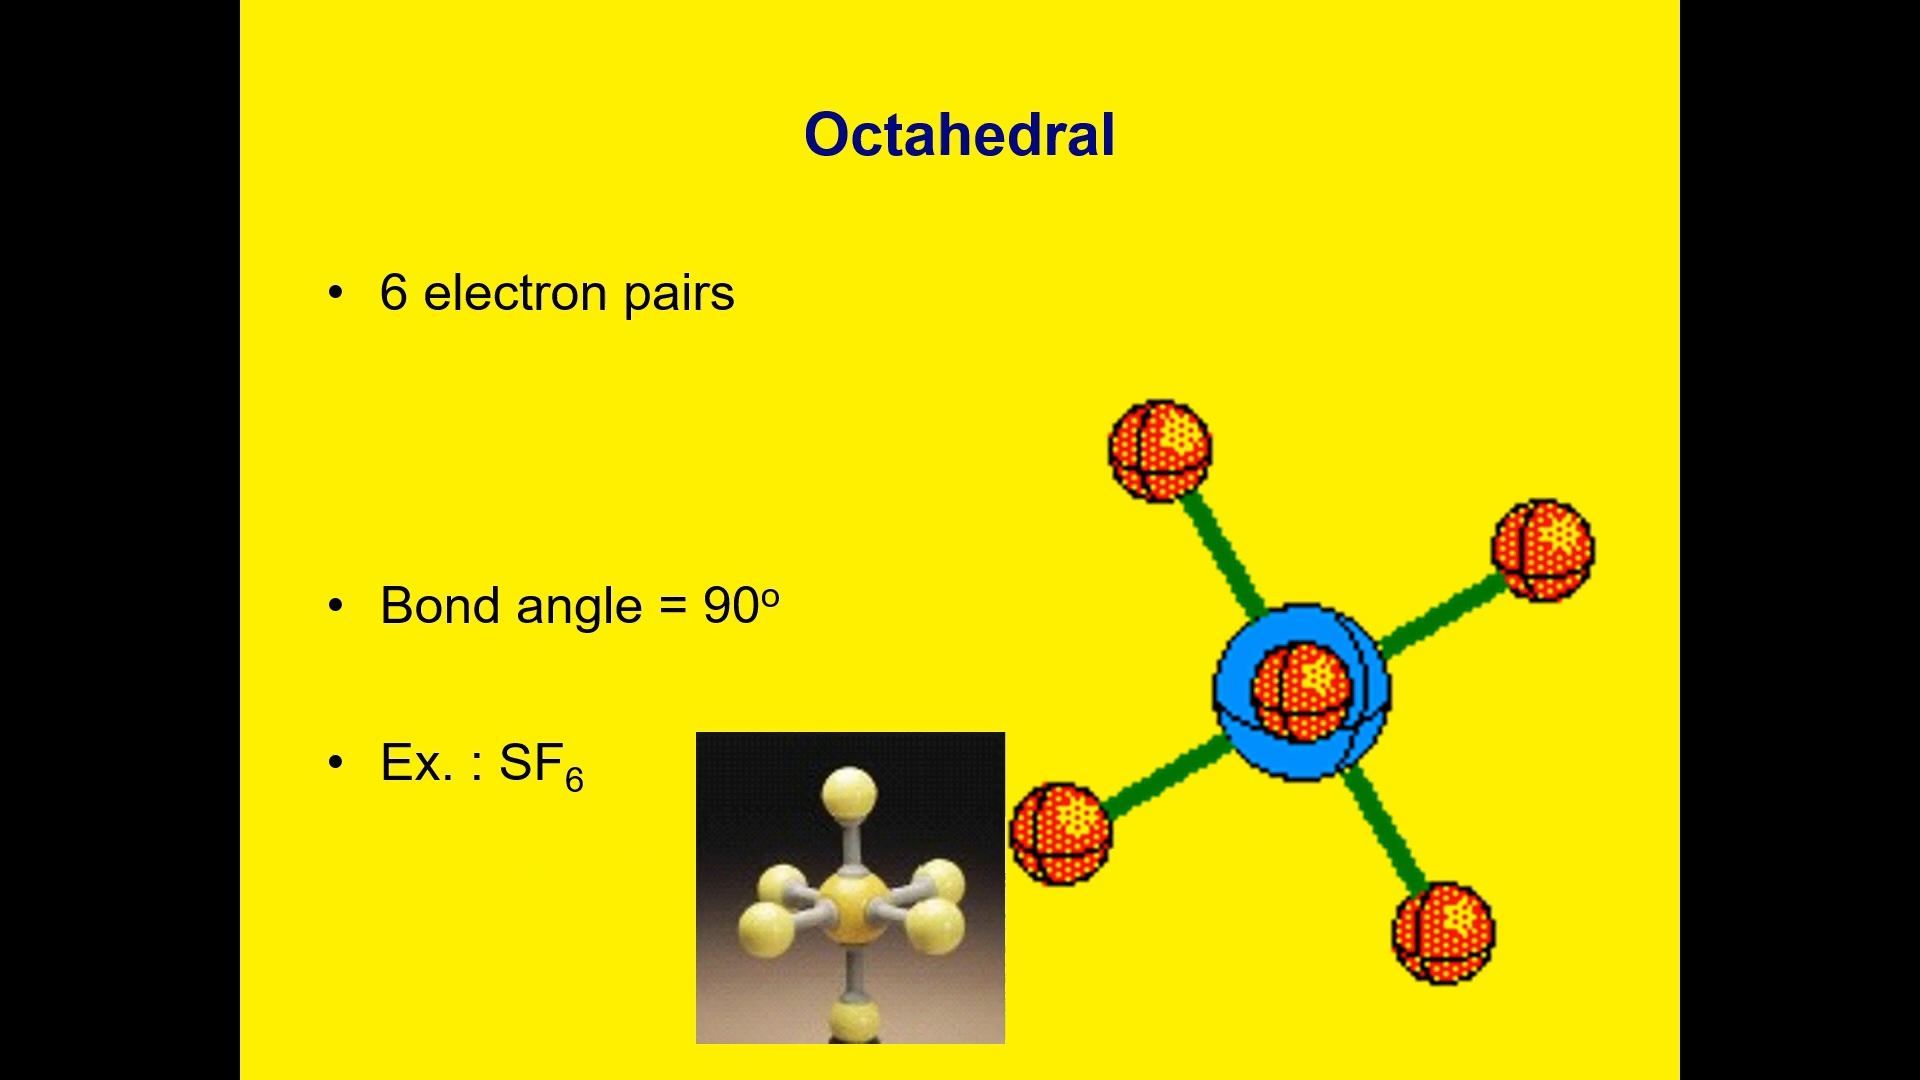 Octahedral
• 6 electron pairs
• Bond angle = 90º
• Ex. : SF₆